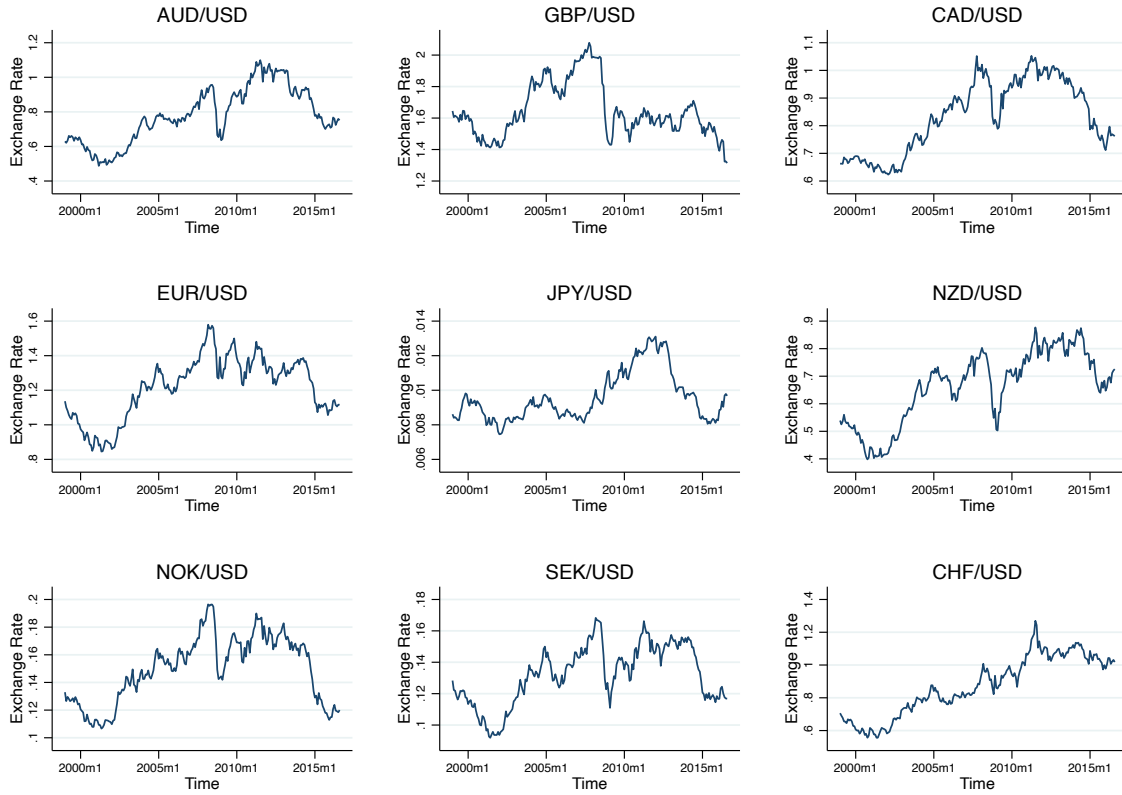 AUD/USD
Exchange Rate
.4 .6 .8 1 1.2
2000m1 2005m1 2010m1 2015m1
Time
GBP/USD
Exchange Rate
1.2 1.4 1.6 1.8 2
2000m1 2005m1 2010m1 2015m1
Time
CAD/USD
Exchange Rate
.6 .7 .8 .9 1 1.1
2000m1 2005m1 2010m1 2015m1
Time
EUR/USD
Exchange Rate
.8 1 1.2 1.4 1.6
2000m1 2005m1 2010m1 2015m1
Time
JPY/USD
Exchange Rate
.006 .008 .01 .012 .014
2000m1 2005m1 2010m1 2015m1
Time
NZD/USD
Exchange Rate
.4 .5 .6 .7 .8 .9
2000m1 2005m1 2010m1 2015m1
Time
NOK/USD
Exchange Rate
.1 .12 .14 .16 .18 .2
2000m1 2005m1 2010m1 2015m1
Time
SEK/USD
Exchange Rate
.1 .12 .14 .16 .18
2000m1 2005m1 2010m1 2015m1
Time
CHF/USD
Exchange Rate
.6 .8 1 1.2 1.4
2000m1 2005m1 2010m1 2015m1
Time